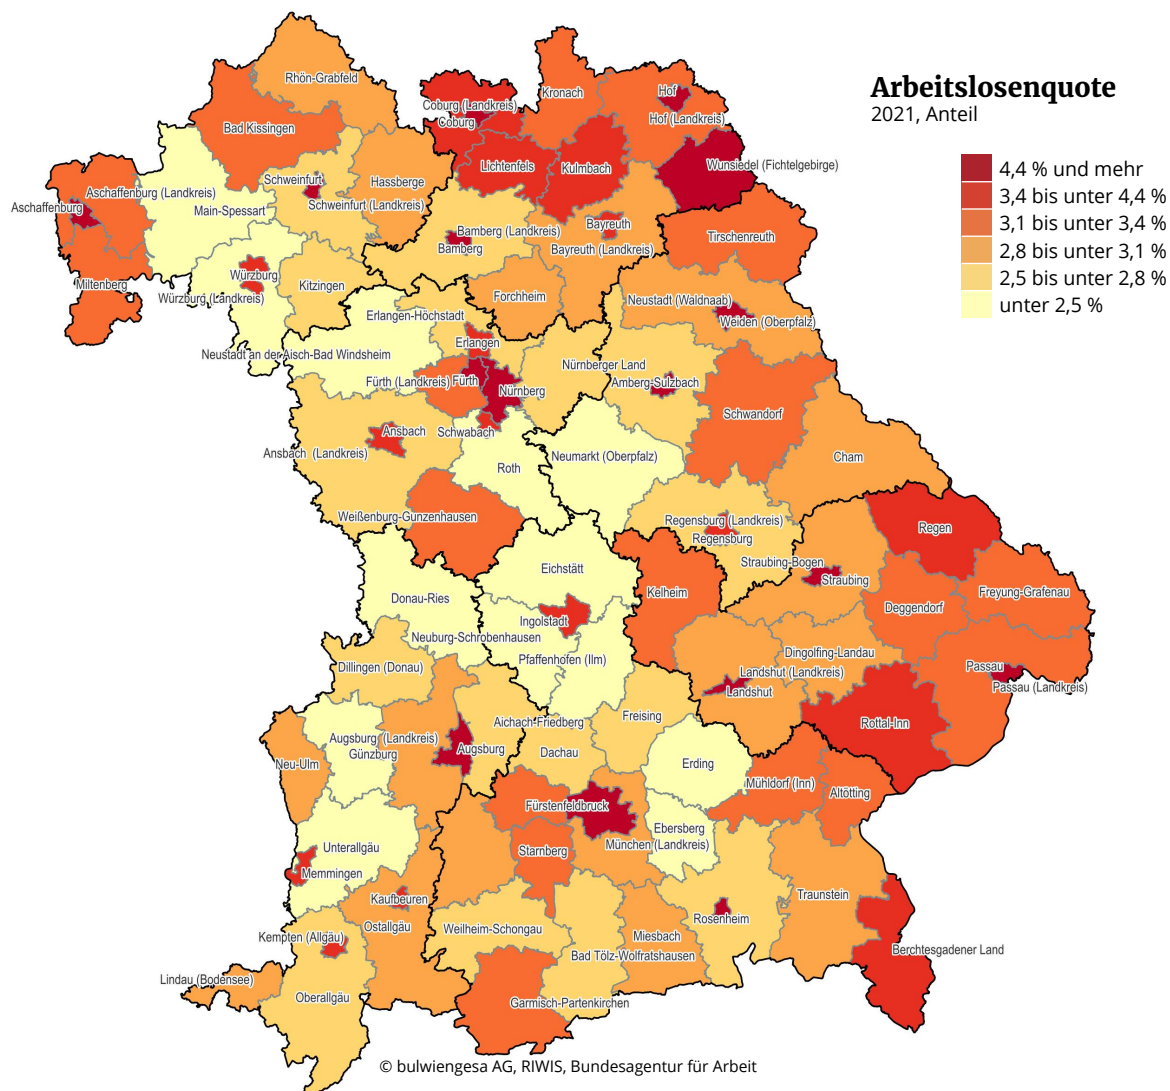 Arbeitslosenquote
2021, Anteil
4,4 % und mehr
3,4 bis unter 4,4 %
3,1 bis unter 3,4 %
2,8 bis unter 3,1 %
2,5 bis unter 2,8 %
unter 2,5 %
Rhön-Grabfeld
Coburg (Landkreis)
Coburg
Kronach
Hof
Hof (Landkreis)
Bad Kissingen
Lichtenfels
Kulmbach
Wunsiedel (Fichtelgebirge)
Aschaffenburg (Landkreis)
Aschaffenburg
Main-Spessart
Schweinfurt
Schweinfurt (Landkreis)
Hassberge
Bamberg (Landkreis)
Bamberg
Bayreuth
Bayreuth (Landkreis)
Tirschenreuth
Miltenberg
Würzburg
Würzburg (Landkreis)
Kitzingen
Forchheim
Neustadt (Waldnaab)
Weiden (Oberpfalz)
Erlangen-Höchstadt
Erlangen
Neustadt an der Aisch-Bad Windsheim
Nürnberger Land
Fürth (Landkreis)
Fürth
Nürnberg
Amberg-Sulzbach
Schwandorf
Ansbach
Schwabach
Ansbach (Landkreis)
Roth
Neumarkt (Oberpfalz)
Cham
Weißenburg-Gunzenhausen
Regensburg (Landkreis)
Regensburg
Regen
Straubing-Bogen
Straubing
Eichstätt
Donau-Ries
Kelheim
Deggendorf
Freyung-Grafenau
Ingolstadt
Neuburg-Schrobenhausen
Pfaffenhofen (Ilm)
Dingolfing-Landau
Dillingen (Donau)
Landshut (Landkreis)
Landshut
Passau
Passau (Landkreis)
Rottal-Inn
Aichach-Friedberg
Freising
Augsburg (Landkreis)
Günzburg
Augsburg
Dachau
Neu-Ulm
Erding
Mühldorf (Inn)
Altötting
Fürstenfeldbruck
Ebersberg
München (Landkreis)
Unterallgäu
Memmingen
Starnberg
Kaufbeuren
Ostallgäu
Rosenheim
Traunstein
Kempten (Allgäu)
Weilheim-Schongau
Miesbach
Bad Tölz-Wolfratshausen
Berchtesgadener Land
Lindau (Bodensee)
Oberallgäu
Garmisch-Partenkirchen
© bulwiengesa AG, RIWIS, Bundesagentur für Arbeit